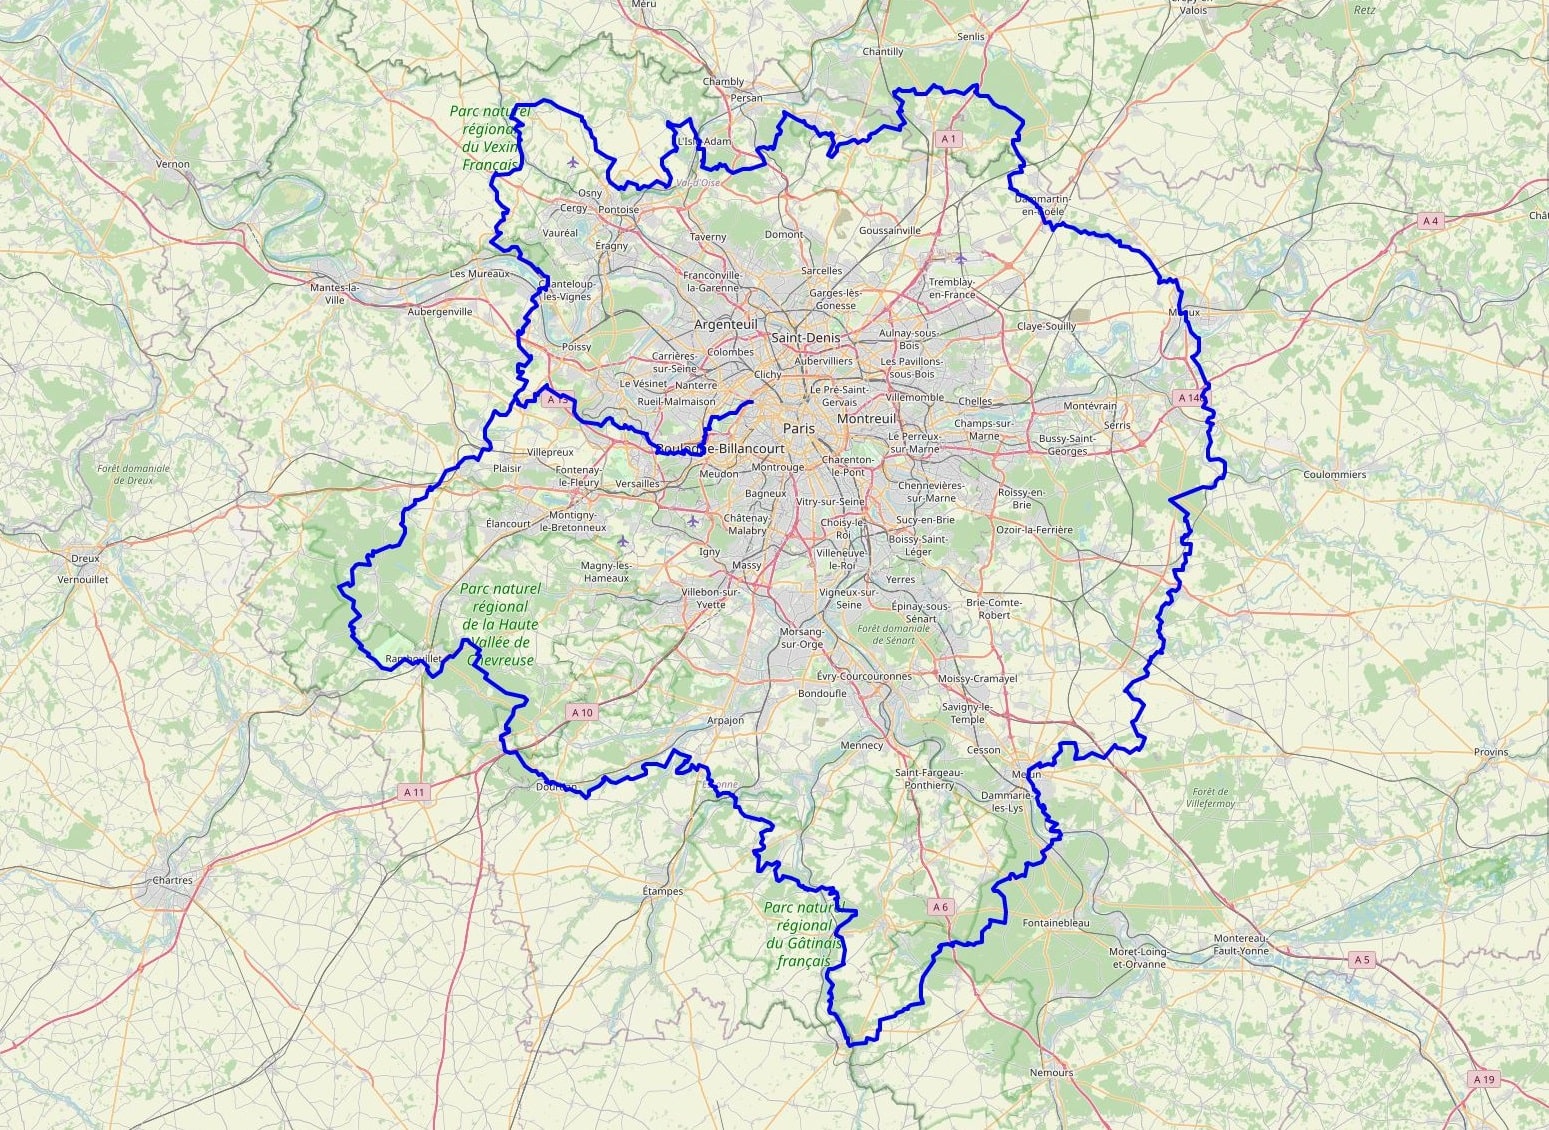 Méru
Crépy-en-
Valois
Retz
Senlis
Chantilly
Chambly
Persan
Parc naturel
régional
du Vexin
Français
L'Isle-Adam
A 1
Vernon
Val-d'Oise
Osny
Cergy
Pontoise
Dammartin-
en-Goële
A 4
Vauréal
Éragny
Taverny
Domont
Goussainville
Les Mureaux
Mantes-la-
Ville
Chanteloup-
les-Vignes
Franconville-
la-Garenne
Sarcelles
Garges-lès-
Gonesse
Tremblay-
en-France
Aubergenville
Meaux
Argenteuil
Saint-Denis
Aulnay-sous-
Bois
Claye-Souilly
Poissy
Carrières-
sur-Seine
Colombes
Aubervilliers
Les Pavillons-
sous-Bois
Clichy
Le Vésinet
Nanterre
Rueil-Malmaison
Le Pré-Saint-
Gervais
Villemomble
Chelles
Montévrain
A 140
A 13
Paris
Montreuil
Champs-sur-
Marne
Serris
Villepreux
Boulogne-Billancourt
Le Perreux-
sur-Marne
Bussy-Saint-
Georges
Forêt domaniale
de Dreux
Plaisir
Fontenay-
le-Fleury
Versailles
Meudon
Montrouge
Charenton-
le-Pont
Coulommiers
Bagneux
Vitry-sur-Seine
Chennevières-
sur-Marne
Roissy-en-
Brie
Élancourt
Montigny-
le-Bretonneux
Châtenay-
Malabry
Choisy-le-
Roi
Sucy-en-Brie
Ozoir-la-Ferrière
Dreux
Vernouillet
Magny-les-
Hameaux
Igny
Massy
Villeneuve-
le-Roi
Boissy-Saint-
Léger
Parc naturel
régional
de la Haute
Vallée de
Chevreuse
Villebon-sur-
Yvette
Vigneux-sur-
Seine
Yerres
Épinay-sous-
Sénart
Brie-Comte-
Robert
Morsang-
sur-Orge
Forêt domaniale
de Sénart
Rambouillet
Évry-Courcouronnes
Moissy-Cramayel
Bondoufle
A 10
Arpajon
Savigny-le-
Temple
Mennecy
Cesson
Provins
Saint-Fargeau-
Ponthierry
Melun
Dourdan
Essonne
Dammarie-
les-Lys
Forêt de
Villefermoy
A 11
Chartres
Étampes
Parc naturel
régional
du Gâtinais
français
A 6
Fontainebleau
Moret-Loing-
et-Orvanne
Montereau-
Fault-Yonne
A 5
Nemours
A 19